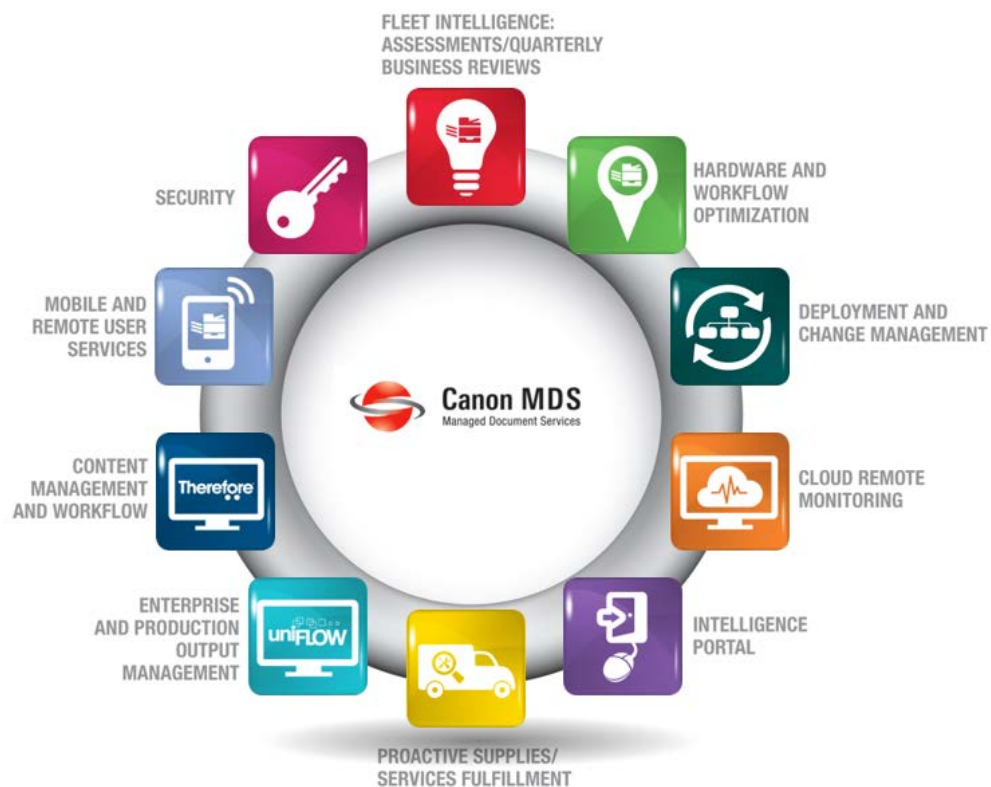 FLEET INTELLIGENCE:
ASSESSMENTS/QUARTERLY
BUSINESS REVIEWS
HARDWARE AND
WORKFLOW
OPTIMIZATION
DEPLOYMENT AND
CHANGE MANAGEMENT
CLOUD REMOTE
MONITORING
INTELLIGENCE
PORTAL
PROACTIVE SUPPLIES/
SERVICES FULFILLMENT
ENTERPRISE
AND PRODUCTION
OUTPUT
MANAGEMENT
uniFLOW
CONTENT
MANAGEMENT
AND WORKFLOW
Therefore
MOBILE AND
REMOTE USER
SERVICES
SECURITY
Canon MDS
Managed Document Services